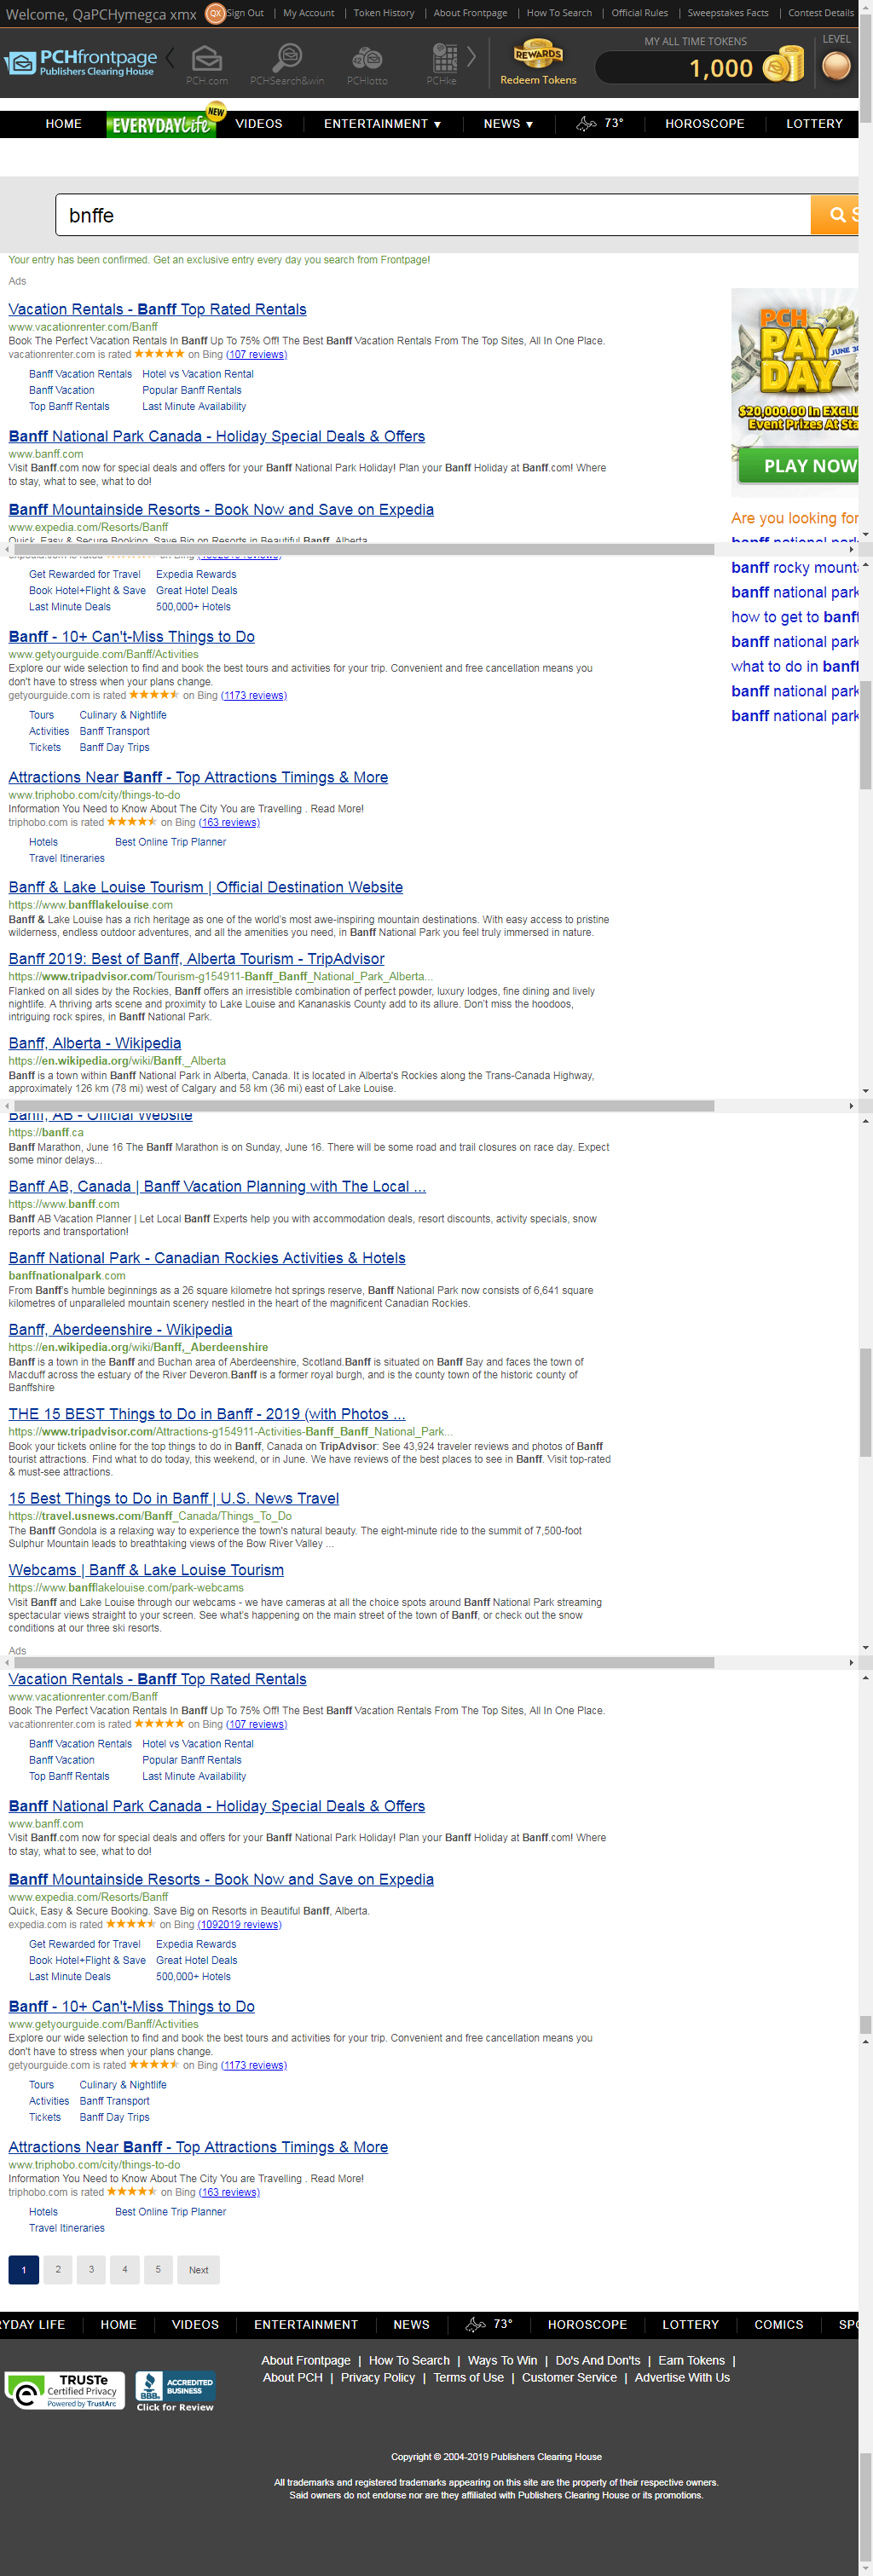 Welcome, QaPCHymegca xmx QX Sign Out | My Account | Token History | About Frontpage | How To Search | Official Rules | Sweepstakes Facts | Contest Details
PCHfrontpage
Publishers Clearing House
PCH.com PCHSearch&win PCHlotto PCHke
REWARDS
Redeem Tokens
MY ALL TIME TOKENS
1,000
LEVEL
HOME EVERYDAYLife NEW VIDEOS ENTERTAINMENT ▼ NEWS ▼ 73° HOROSCOPE LOTTERY
bnffe
Your entry has been confirmed. Get an exclusive entry every day you search from Frontpage!
Ads
Vacation Rentals - Banff Top Rated Rentals
www.vacationrenter.com/Banff
Book The Perfect Vacation Rentals In Banff Up To 75% Off! The Best Banff Vacation Rentals From The Top Sites, All In One Place.
vacationrenter.com is rated ★★★★★ on Bing (107 reviews)
Banff Vacation Rentals Hotel vs Vacation Rental
Banff Vacation Popular Banff Rentals
Top Banff Rentals Last Minute Availability
PCH
PAY
DAY
JUNE 30
$20,000.00 In EXCLU
Event Prizes At Sta
PLAY NOW
Banff National Park Canada - Holiday Special Deals & Offers
www.banff.com
Visit Banff.com now for special deals and offers for your Banff National Park Holiday! Plan your Banff Holiday at Banff.com! Where
to stay, what to see, what to do!
Banff Mountainside Resorts - Book Now and Save on Expedia
www.expedia.com/Resorts/Banff
Quick, Easy & Secure Booking. Save Big on Resorts in Beautiful Banff, Alberta.
Are you looking for
banff national park
expedia.com is rated on Bing (1092019 reviews)
Get Rewarded for Travel Expedia Rewards
Book Hotel+Flight & Save Great Hotel Deals
Last Minute Deals 500,000+ Hotels
banff rocky mounta
banff national park
how to get to banff
banff national park
what to do in banff
banff national park
banff national park
Banff - 10+ Can't-Miss Things to Do
www.getyourguide.com/Banff/Activities
Explore our wide selection to find and book the best tours and activities for your trip. Convenient and free cancellation means you
don't have to stress when your plans change.
getyourguide.com is rated ★★★★★ on Bing (1173 reviews)
Tours Culinary & Nightlife
Activities Banff Transport
Tickets Banff Day Trips
Attractions Near Banff - Top Attractions Timings & More
www.triphobo.com/city/things-to-do
Information You Need to Know About The City You are Travelling . Read More!
triphobo.com is rated ★★★★★ on Bing (163 reviews)
Hotels Best Online Trip Planner
Travel Itineraries
Banff & Lake Louise Tourism | Official Destination Website
https://www.banfflakelouise.com
Banff & Lake Louise has a rich heritage as one of the world's most awe-inspiring mountain destinations. With easy access to pristine
wilderness, endless outdoor adventures, and all the amenities you need, in Banff National Park you feel truly immersed in nature.
Banff 2019: Best of Banff, Alberta Tourism - TripAdvisor
https://www.tripadvisor.com/Tourism-g154911-Banff_Banff_National_Park_Alberta...
Flanked on all sides by the Rockies, Banff offers an irresistible combination of perfect powder, luxury lodges, fine dining and lively
nightlife. A thriving arts scene and proximity to Lake Louise and Kananaskis County add to its allure. Don't miss the hoodoos,
intriguing rock spires, in Banff National Park.
Banff, Alberta - Wikipedia
https://en.wikipedia.org/wiki/Banff,_Alberta
Banff is a town within Banff National Park in Alberta, Canada. It is located in Alberta's Rockies along the Trans-Canada Highway,
approximately 126 km (78 mi) west of Calgary and 58 km (36 mi) east of Lake Louise.
Banff, AB - Official Website
https://banff.ca
Banff Marathon, June 16 The Banff Marathon is on Sunday, June 16. There will be some road and trail closures on race day. Expect
some minor delays...
Banff AB, Canada | Banff Vacation Planning with The Local ...
https://www.banff.com
Banff AB Vacation Planner | Let Local Banff Experts help you with accommodation deals, resort discounts, activity specials, snow
reports and transportation!
Banff National Park - Canadian Rockies Activities & Hotels
banffnationalpark.com
From Banff's humble beginnings as a 26 square kilometre hot springs reserve, Banff National Park now consists of 6,641 square
kilometres of unparalleled mountain scenery nestled in the heart of the magnificent Canadian Rockies.
Banff, Aberdeenshire - Wikipedia
https://en.wikipedia.org/wiki/Banff,_Aberdeenshire
Banff is a town in the Banff and Buchan area of Aberdeenshire, Scotland.Banff is situated on Banff Bay and faces the town of
Macduff across the estuary of the River Deveron.Banff is a former royal burgh, and is the county town of the historic county of
Banffshire
THE 15 BEST Things to Do in Banff - 2019 (with Photos ...
https://www.tripadvisor.com/Attractions-g154911-Activities-Banff_Banff_National_Park...
Book your tickets online for the top things to do in Banff, Canada on TripAdvisor: See 43,924 traveler reviews and photos of Banff
tourist attractions. Find what to do today, this weekend, or in June. We have reviews of the best places to see in Banff. Visit top-rated
& must-see attractions.
15 Best Things to Do in Banff | U.S. News Travel
https://travel.usnews.com/Banff_Canada/Things_To_Do
The Banff Gondola is a relaxing way to experience the town's natural beauty. The eight-minute ride to the summit of 7,500-foot
Sulphur Mountain leads to breathtaking views of the Bow River Valley ...
Webcams | Banff & Lake Louise Tourism
https://www.banfflakelouise.com/park-webcams
Visit Banff and Lake Louise through our webcams - we have cameras at all the choice spots around Banff National Park streaming
spectacular views straight to your screen. See what's happening on the main street of the town of Banff, or check out the snow
conditions at our three ski resorts.
Ads
Vacation Rentals - Banff Top Rated Rentals
www.vacationrenter.com/Banff
Book The Perfect Vacation Rentals In Banff Up To 75% Off! The Best Banff Vacation Rentals From The Top Sites, All In One Place.
vacationrenter.com is rated ★★★★★ on Bing (107 reviews)
Banff Vacation Rentals Hotel vs Vacation Rental
Banff Vacation Popular Banff Rentals
Top Banff Rentals Last Minute Availability
Banff National Park Canada - Holiday Special Deals & Offers
www.banff.com
Visit Banff.com now for special deals and offers for your Banff National Park Holiday! Plan your Banff Holiday at Banff.com! Where
to stay, what to see, what to do!
Banff Mountainside Resorts - Book Now and Save on Expedia
www.expedia.com/Resorts/Banff
Quick, Easy & Secure Booking. Save Big on Resorts in Beautiful Banff, Alberta.
expedia.com is rated ★★★★★ on Bing (1092019 reviews)
Get Rewarded for Travel Expedia Rewards
Book Hotel+Flight & Save Great Hotel Deals
Last Minute Deals 500,000+ Hotels
Banff - 10+ Can't-Miss Things to Do
www.getyourguide.com/Banff/Activities
Explore our wide selection to find and book the best tours and activities for your trip. Convenient and free cancellation means you
don't have to stress when your plans change.
getyourguide.com is rated ★★★★★ on Bing (1173 reviews)
Tours Culinary & Nightlife
Activities Banff Transport
Tickets Banff Day Trips
Attractions Near Banff - Top Attractions Timings & More
www.triphobo.com/city/things-to-do
Information You Need to Know About The City You are Travelling . Read More!
triphobo.com is rated ★★★★★ on Bing (163 reviews)
Hotels Best Online Trip Planner
Travel Itineraries
1 2 3 4 5 Next
RYDAY LIFE HOME VIDEOS ENTERTAINMENT NEWS 73° HOROSCOPE LOTTERY COMICS SPO
About Frontpage | How To Search | Ways To Win | Do's And Don'ts | Earn Tokens |
About PCH | Privacy Policy | Terms of Use | Customer Service | Advertise With Us
TRUSTe
Certified Privacy
Powered by TrustArc
BBB
ACCREDITED
BUSINESS
Click for Review
Copyright © 2004-2019 Publishers Clearing House
All trademarks and registered trademarks appearing on this site are the property of their respective owners.
Said owners do not endorse nor are they affiliated with Publishers Clearing House or its promotions.